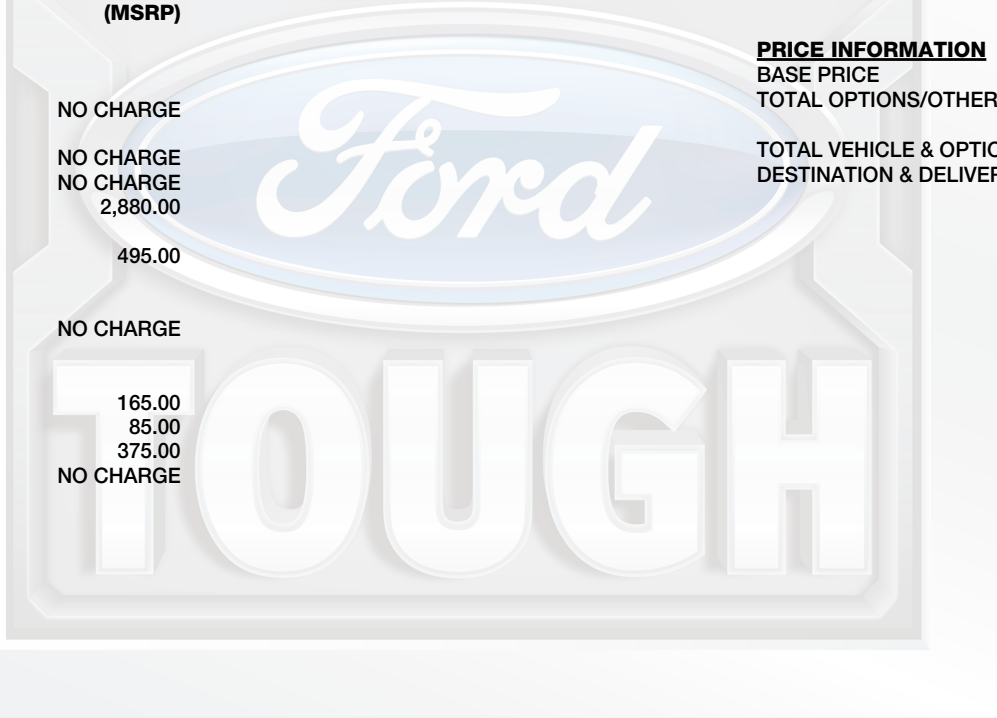 (MSRP)
NO CHARGE
NO CHARGE
NO CHARGE
2,880.00
495.00
NO CHARGE
165.00
85.00
375.00
NO CHARGE
PRICE INFORMATION
BASE PRICE
TOTAL OPTIONS/OTHER
TOTAL VEHICLE & OPTIO
DESTINATION & DELIVER
Ford
TOUGH